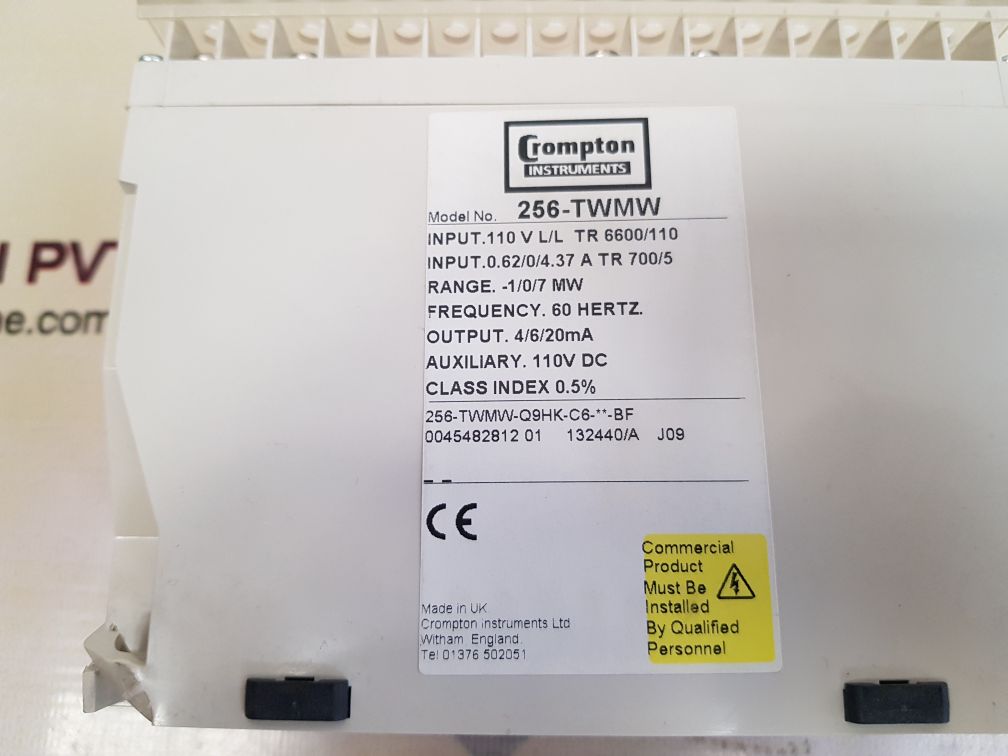 Crompton
INSTRUMENTS
Model No. 256-TWMW
INPUT.110 V L/L TR 6600/110
INPUT.0.62/0/4.37 A TR 700/5
RANGE. -1/0/7 MW
FREQUENCY. 60 HERTZ.
OUTPUT. 4/6/20mA
AUXILIARY. 110V DC
CLASS INDEX 0.5%
256-TWMW-Q9HK-C6-**-BF
0045482812 01 132440/A J09
CE
Commercial
Product
Must Be
Installed
By Qualified
Personnel
Made in UK
Crompton Instruments Ltd
Witham England.
Tel 01376 502051
PV
e.com